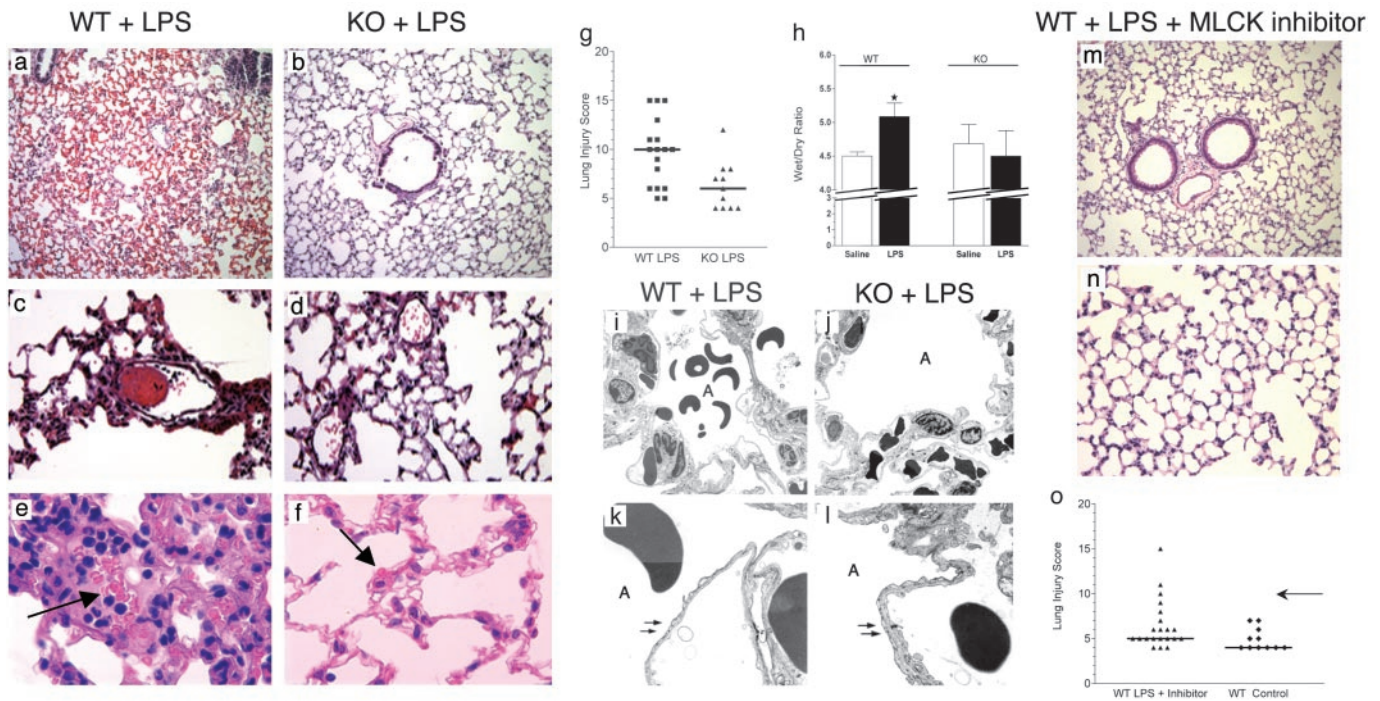 WT + LPS
KO + LPS
a
b
c
d
e
f
g
Lung Injury Score
20
15
10
5
0
WT LPS
KO LPS
h
WT
KO
Wet/Dry Ratio
6.0
5.5
5.0
4.5
4.0
3
2
1
0
*
Saline
LPS
Saline
LPS
WT + LPS
KO + LPS
i
A
j
A
k
A
l
A
WT + LPS + MLCK inhibitor
m
n
o
Lung Injury Score
20
15
10
5
0
WT LPS + Inhibitor
WT Control